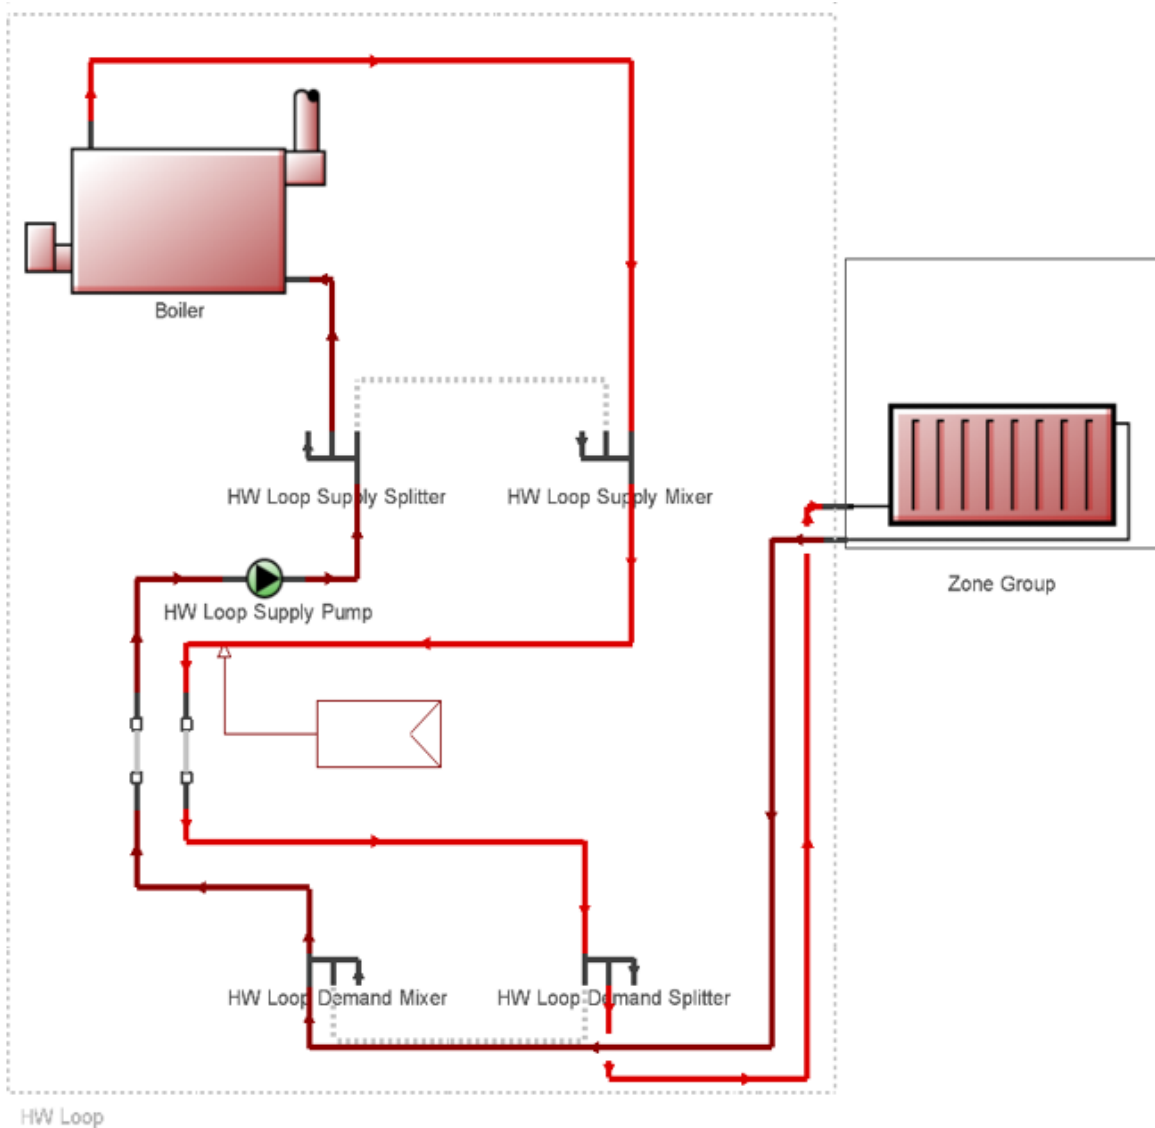 Boiler
HW Loop Supply Splitter
HW Loop Supply Mixer
Zone Group
HW Loop Supply Pump
HW Loop Demand Mixer
HW Loop Demand Splitter
HW Loop